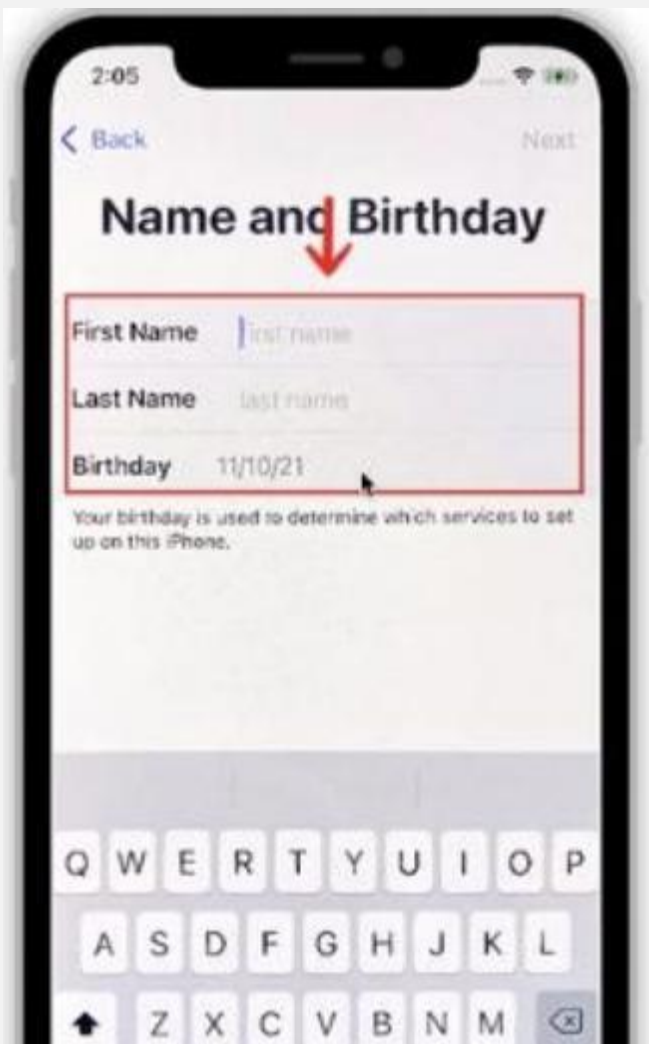 2:05
Back Next
Name and Birthday
First Name first name
Last Name last name
Birthday 11/10/21
Your birthday is used to determine which services to set
up on this iPhone.
Q W E R T Y U I O P
A S D F G H J K L
Z X C V B N M